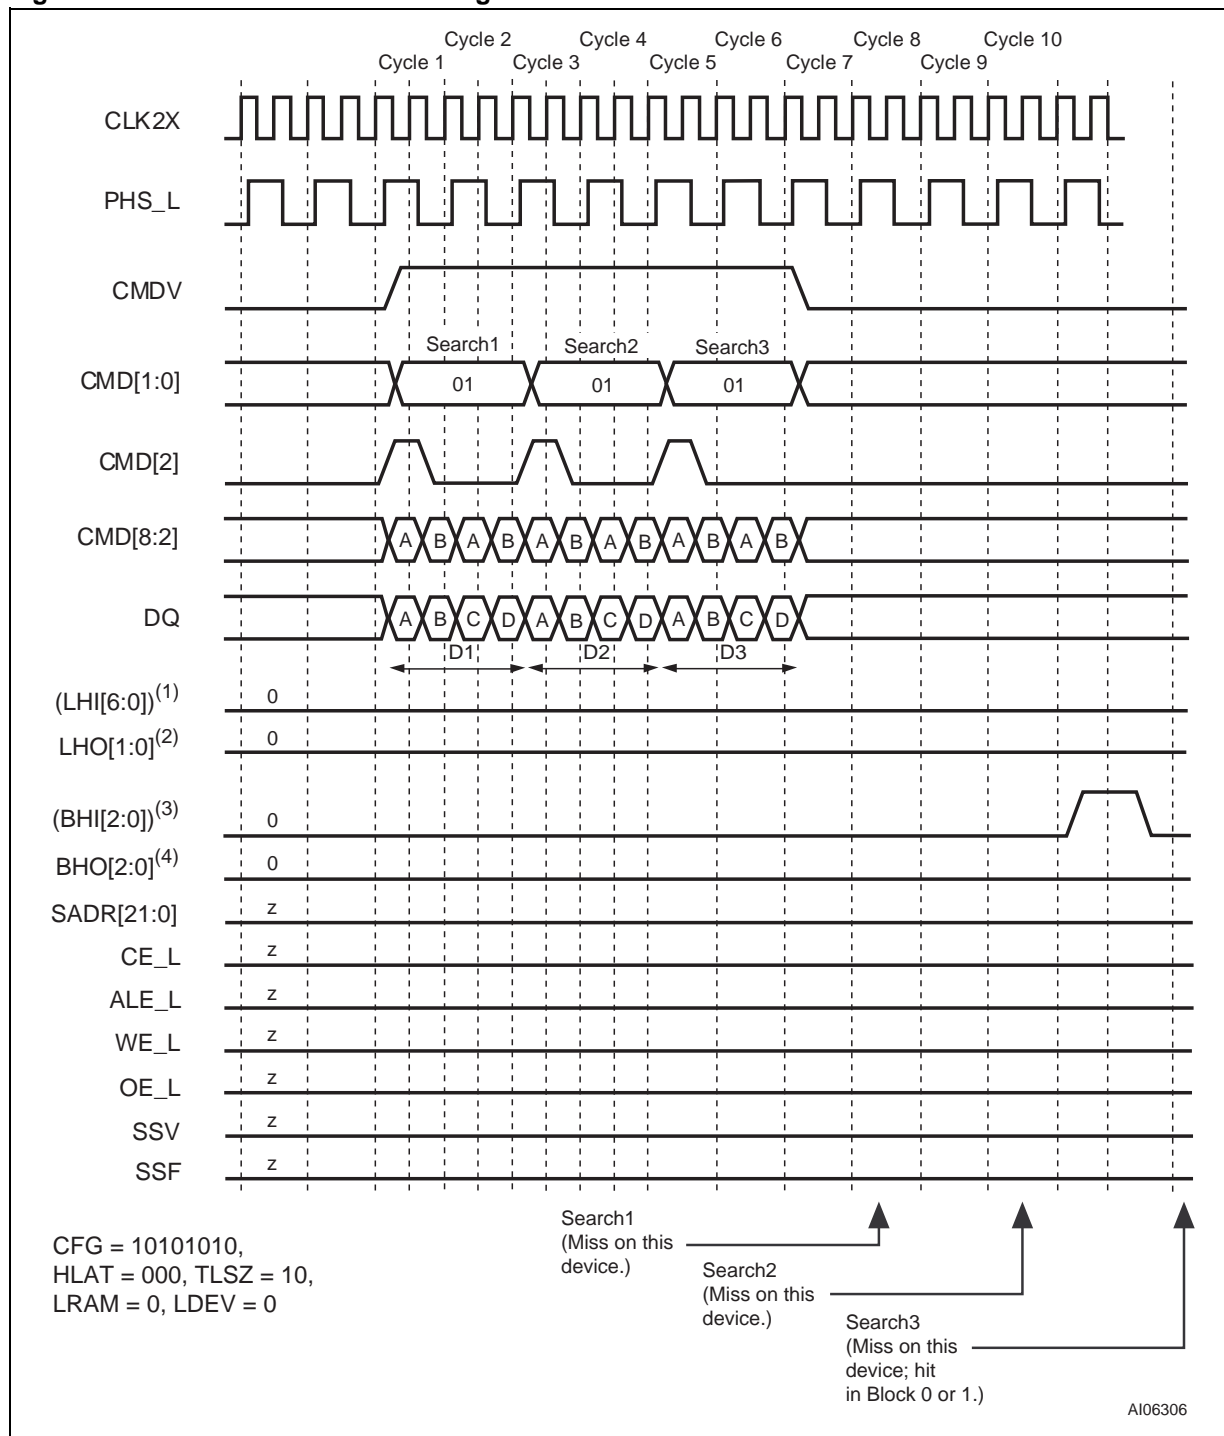 Cycle 2 Cycle 4 Cycle 6 Cycle 8 Cycle 10
Cycle 1 Cycle 3 Cycle 5 Cycle 7 Cycle 9
CLK2X
PHS_L
CMDV
Search1 Search2 Search3
CMD[1:0] 01 01 01
CMD[2]
CMD[8:2] A B A B A B A B A B A B
DQ A B C D A B C D A B C D
D1 D2 D3
(LHI[6:0])(1) 0
LHO[1:0](2) 0
(BHI[2:0])(3) 0
BHO[2:0](4) 0
SADR[21:0] z
CE_L z
ALE_L z
WE_L z
OE_L z
SSV z
SSF z
CFG = 10101010,
HLAT = 000, TLSZ = 10,
LRAM = 0, LDEV = 0
Search1
(Miss on this
device.)
Search2
(Miss on this
device.)
Search3
(Miss on this
device; hit
in Block 0 or 1.)
AI06306